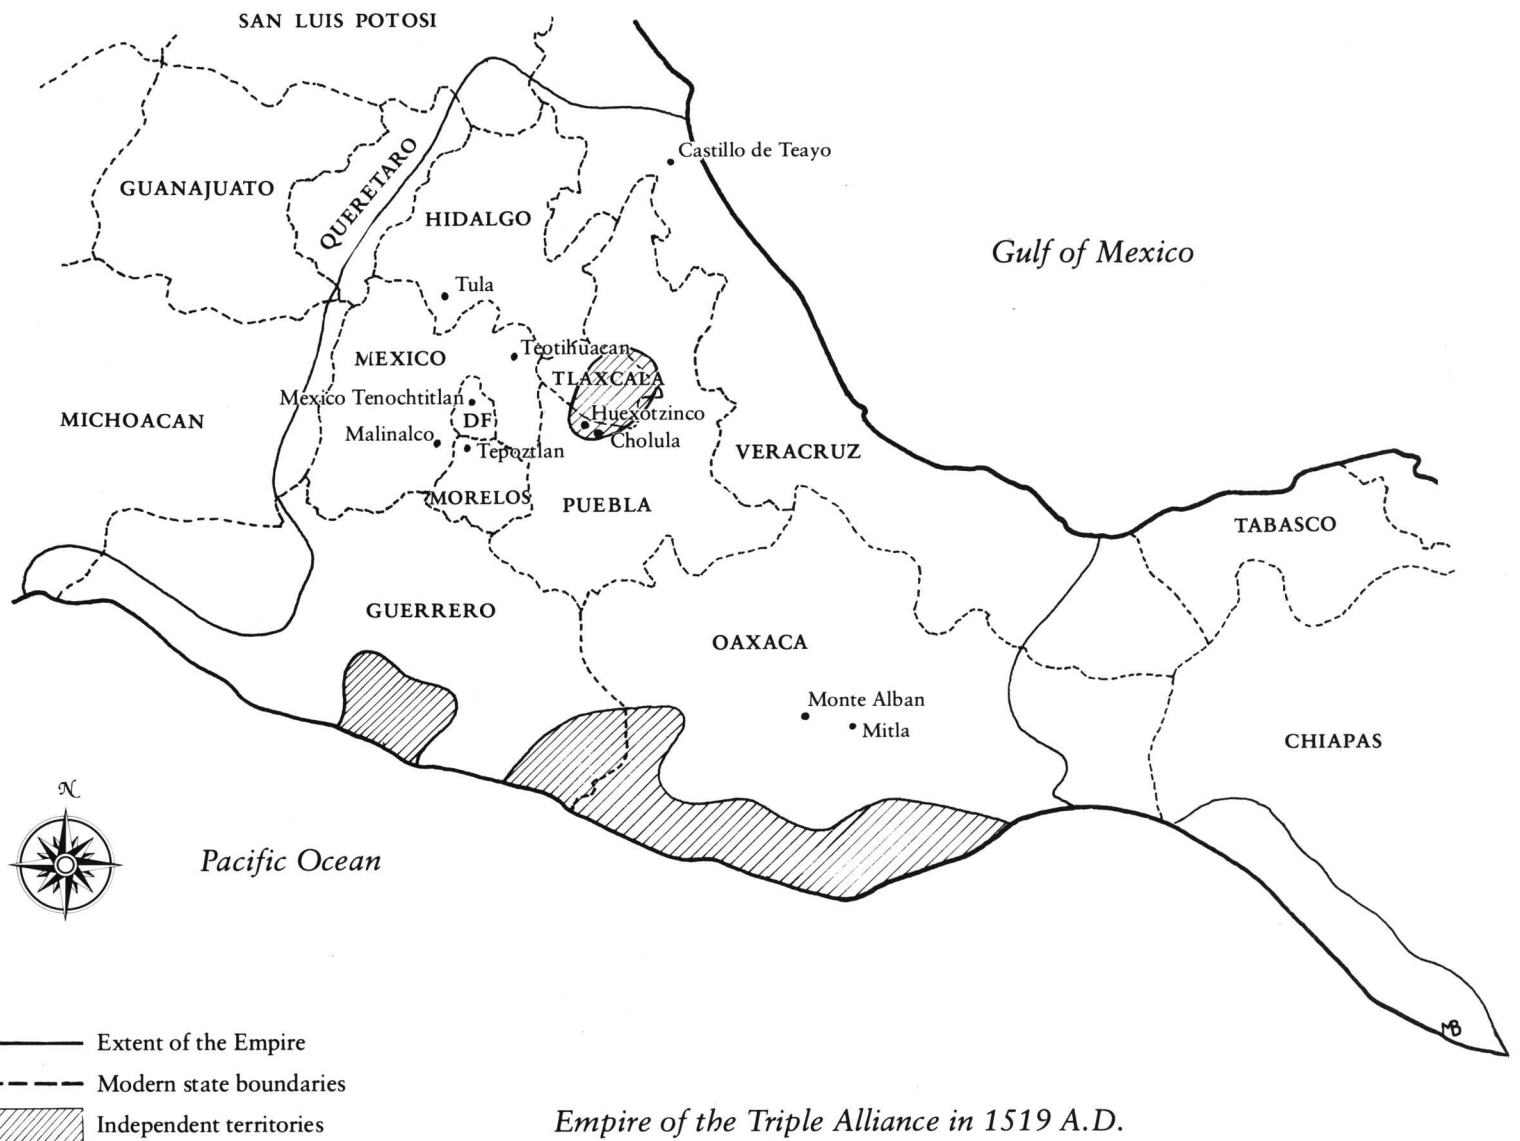 SAN LUIS POTOSI
Castillo de Teayo
GUANAJUATO
QUERETARO
HIDALGO
Gulf of Mexico
Tula
Teotihuacan
MEXICO
TLAXCALA
Mexico Tenochtitlan
Huexotzinco
MICHOACAN
DF
Malinalco
Cholula
Tepoztlan
VERACRUZ
MORELOS
PUEBLA
TABASCO
GUERRERO
OAXACA
Monte Alban
Mitla
CHIAPAS
N
Pacific Ocean
MB
Extent of the Empire
Modern state boundaries
Independent territories
Empire of the Triple Alliance in 1519 A.D.